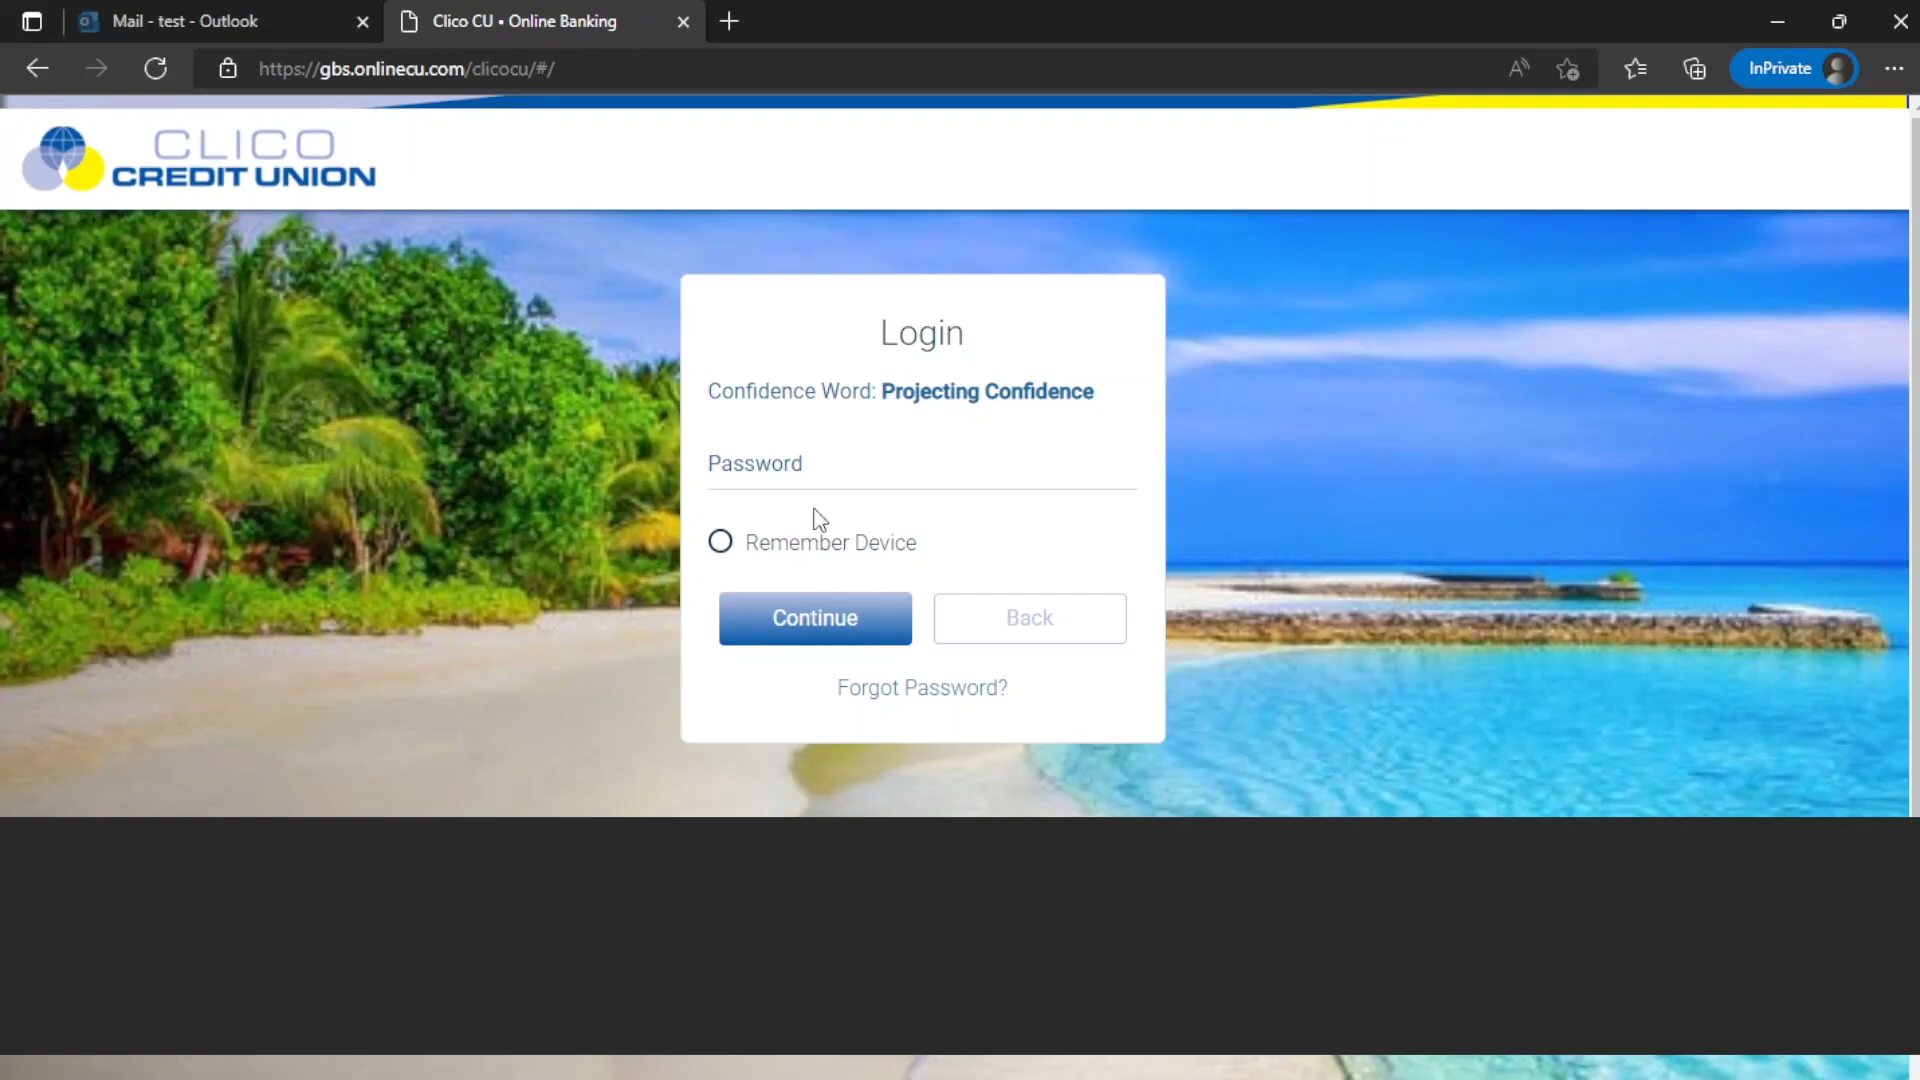 Mail - test - Outlook
Clico CU • Online Banking
https://gbs.onlinecu.com/clicocu/#/
InPrivate
CLICO
CREDIT UNION
Login
Confidence Word: Projecting Confidence
Password
Remember Device
Continue
Back
Forgot Password?